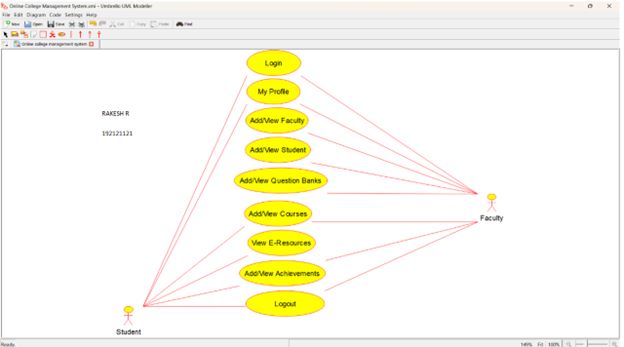 Online College Management System.xmi - Umbrello UML Modeller
File Edit Diagram Code Settings Help
New Open Save Cut Copy Paste Find
Online college management system
Login
My Profile
RAKESH R
Add/View Faculty
192121121
Add/View Student
Add/View Question Banks
Faculty
Add/View Courses
View E-Resources
Add/View Achievements
Logout
Student
Ready.
149% Fit 100%